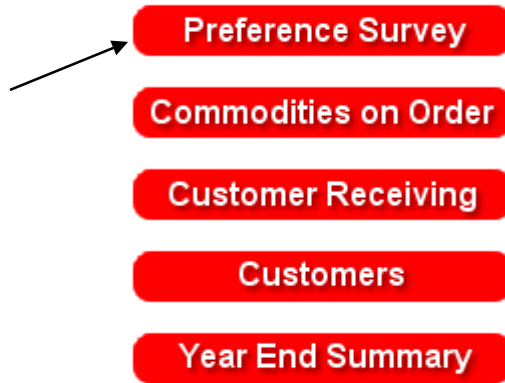 Preference Survey
Commodities on Order
Customer Receiving
Customers
Year End Summary